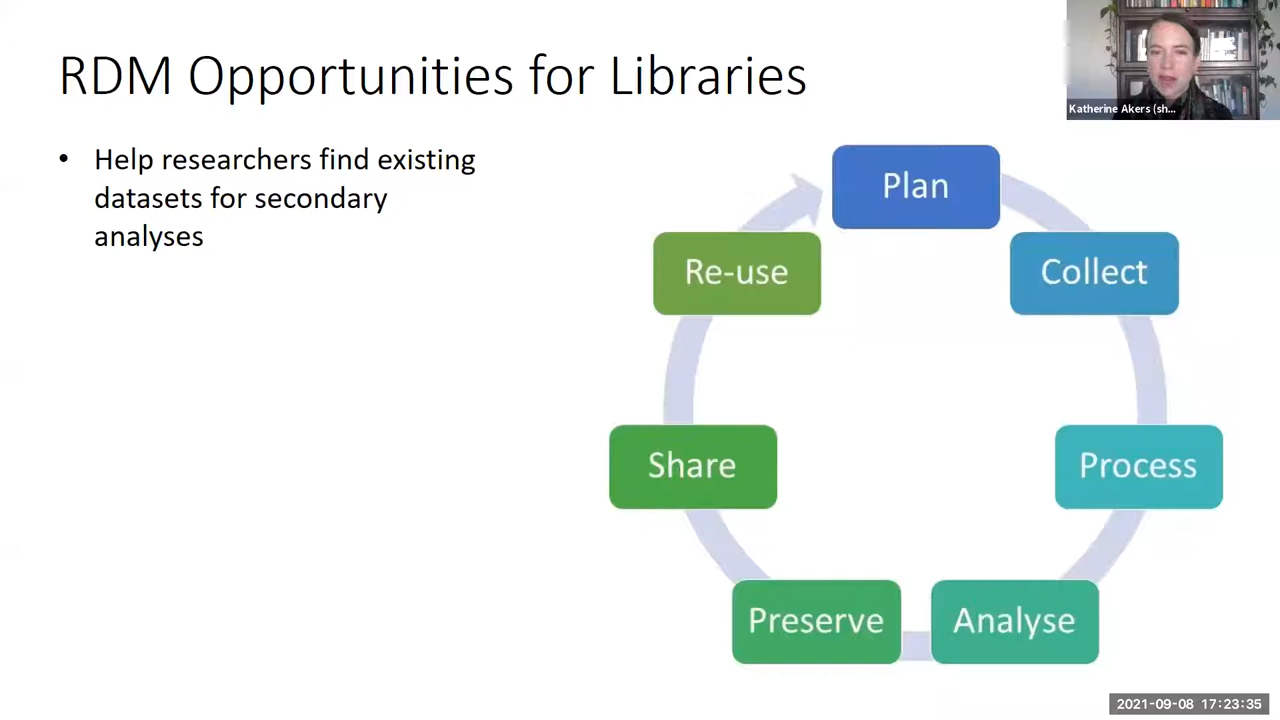 RDM Opportunities for Libraries
Katherine Akers (sh...
• Help researchers find existing
datasets for secondary
analyses
Plan
Collect
Process
Analyse
Preserve
Share
Re-use
2021-09-08 17:23:35